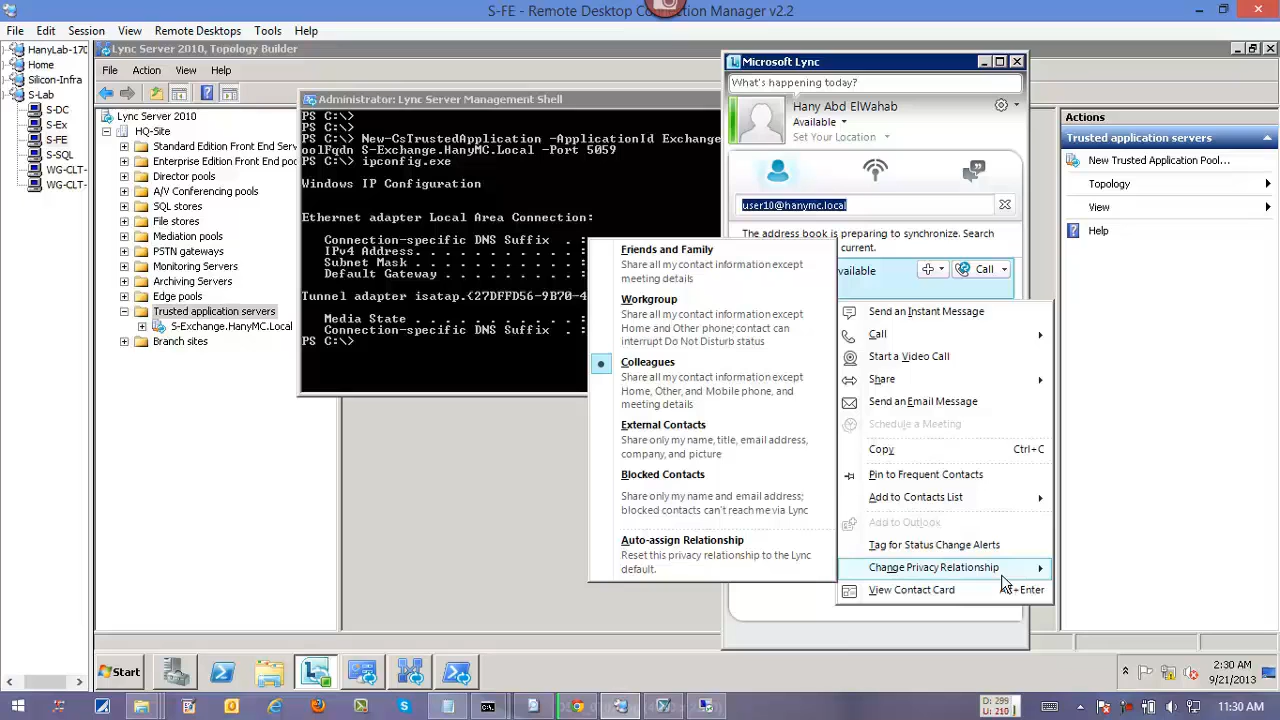 S-FE - Remote Desktop Connection Manager v2.2
File Edit Session View Remote Desktops Tools Help
HanyLab-170
Home
Silicon-Infra
S-Lab
S-DC
S-Ex
S-FE
S-SQL
WG-CLT-
WG-CLT-
Lync Server 2010, Topology Builder
File Action View Help
Lync Server 2010
HQ-Site
Standard Edition Front End Serv
Enterprise Edition Front End poo
Director pools
A/V Conferencing pools
SQL stores
File stores
Mediation pools
PSTN gateways
Monitoring Servers
Archiving Servers
Edge pools
Trusted application servers
S-Exchange.HanyMC.Local
Branch sites
Administrator: Lync Server Management Shell
PS C:\>
PS C:\>
PS C:\> New-CsTrustedApplication -ApplicationId Exchange
oolFqdn S-Exchange.HanyMC.Local -Port 5059
PS C:\> ipconfig.exe
Windows IP Configuration
Ethernet adapter Local Area Connection:
Connection-specific DNS Suffix . :
IPv4 Address. . . . . . . . . . . :
Subnet Mask . . . . . . . . . . . :
Default Gateway . . . . . . . . . :
Tunnel adapter isatap.{27DFFD56-9B70-4
Media State . . . . . . . . . . . :
Connection-specific DNS Suffix . :
PS C:\>
Microsoft Lync
What's happening today?
Hany Abd ElWahab
Available
Set Your Location
user10@hanymc.local
The address book is preparing to synchronize. Search
current.
vailable
Call
Friends and Family
Share all my contact information except
meeting details
Workgroup
Share all my contact information except
Home and Other phone; contact can
interrupt Do Not Disturb status
Colleagues
Share all my contact information except
Home, Other, and Mobile phone, and
meeting details
External Contacts
Share only my name, title, email address,
company, and picture
Blocked Contacts
Share only my name and email address;
blocked contacts can't reach me via Lync
Auto-assign Relationship
Reset this privacy relationship to the Lync
default.
Send an Instant Message
Call
Start a Video Call
Share
Send an Email Message
Schedule a Meeting
Copy Ctrl+C
Pin to Frequent Contacts
Add to Contacts List
Add to Outlook
Tag for Status Change Alerts
Change Privacy Relationship
View Contact Card +Enter
Actions
Trusted application servers
New Trusted Application Pool...
Topology
View
Help
Start
2:30 AM
9/21/2013
D: 299
U: 210
11:30 AM